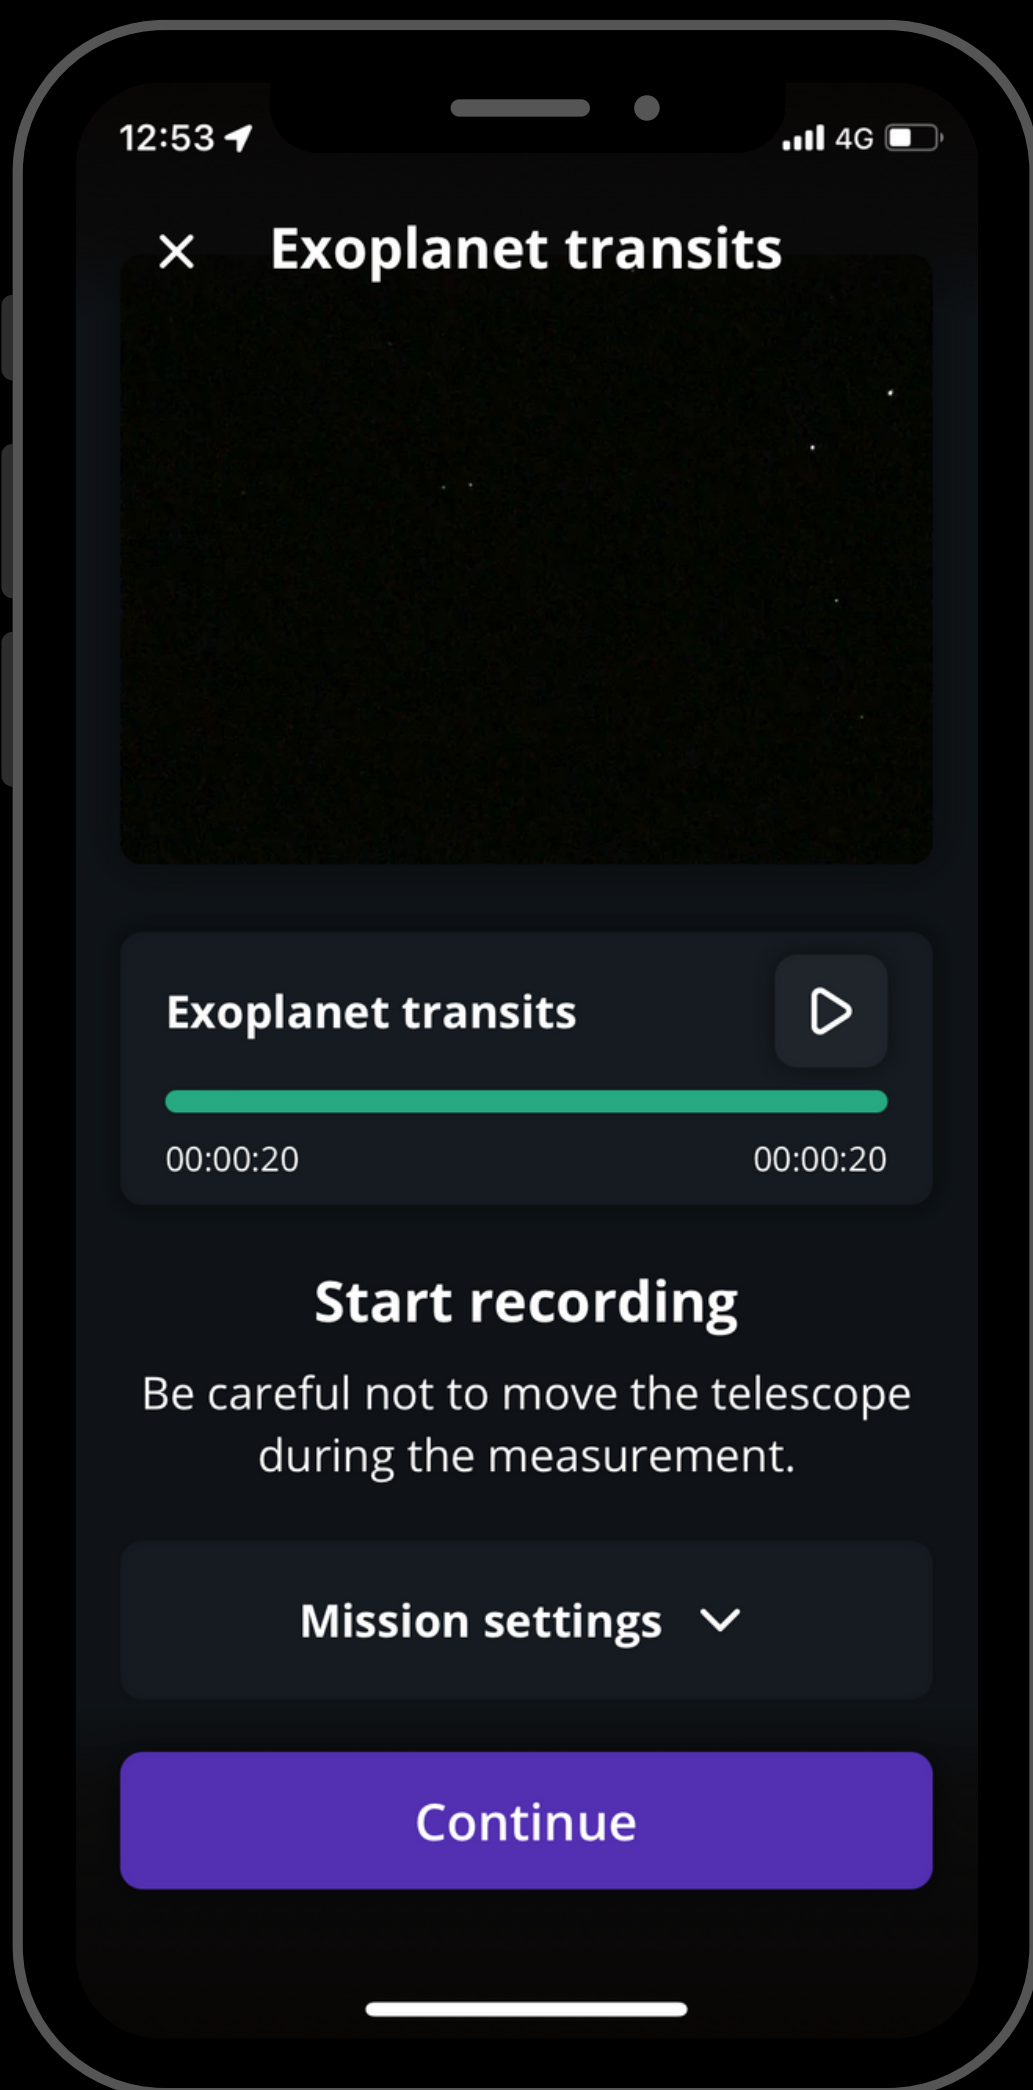 12:53
4G
Exoplanet transits
Exoplanet transits
00:00:20
00:00:20
Start recording
Be careful not to move the telescope
during the measurement.
Mission settings
Continue